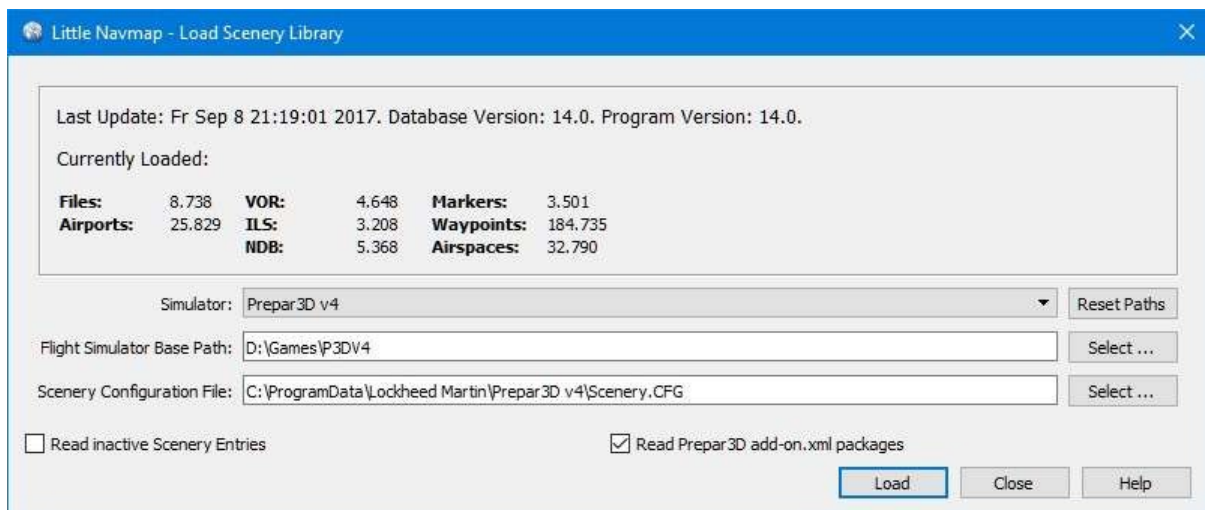 Little Navmap - Load Scenery Library
Last Update: Fr Sep 8 21:19:01 2017. Database Version: 14.0. Program Version: 14.0.
Currently Loaded:
Files: 8.738 VOR: 4.648 Markers: 3.501
Airports: 25.829 ILS: 3.208 Waypoints: 184.735
NDB: 5.368 Airspaces: 32.790
Simulator: Prepar3D v4 Reset Paths
Flight Simulator Base Path: D:\Games\P3DV4 Select ...
Scenery Configuration File: C:\ProgramData\Lockheed Martin\Prepar3D v4\Scenery.CFG Select ...
Read inactive Scenery Entries Read Prepar3D add-on.xml packages
Load Close Help